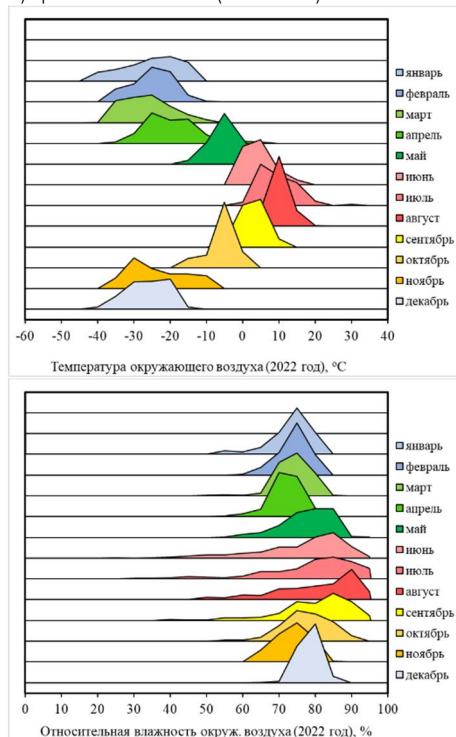 январь
февраль
март
апрель
май
июнь
июль
август
сентябрь
октябрь
ноябрь
декабрь
-60 -50 -40 -30 -20 -10 0 10 20 30 40
Температура окружающего воздуха (2022 год), °C
январь
февраль
март
апрель
май
июнь
июль
август
сентябрь
октябрь
ноябрь
декабрь
0 10 20 30 40 50 60 70 80 90 100
Относительная влажность окруж. воздуха (2022 год), %